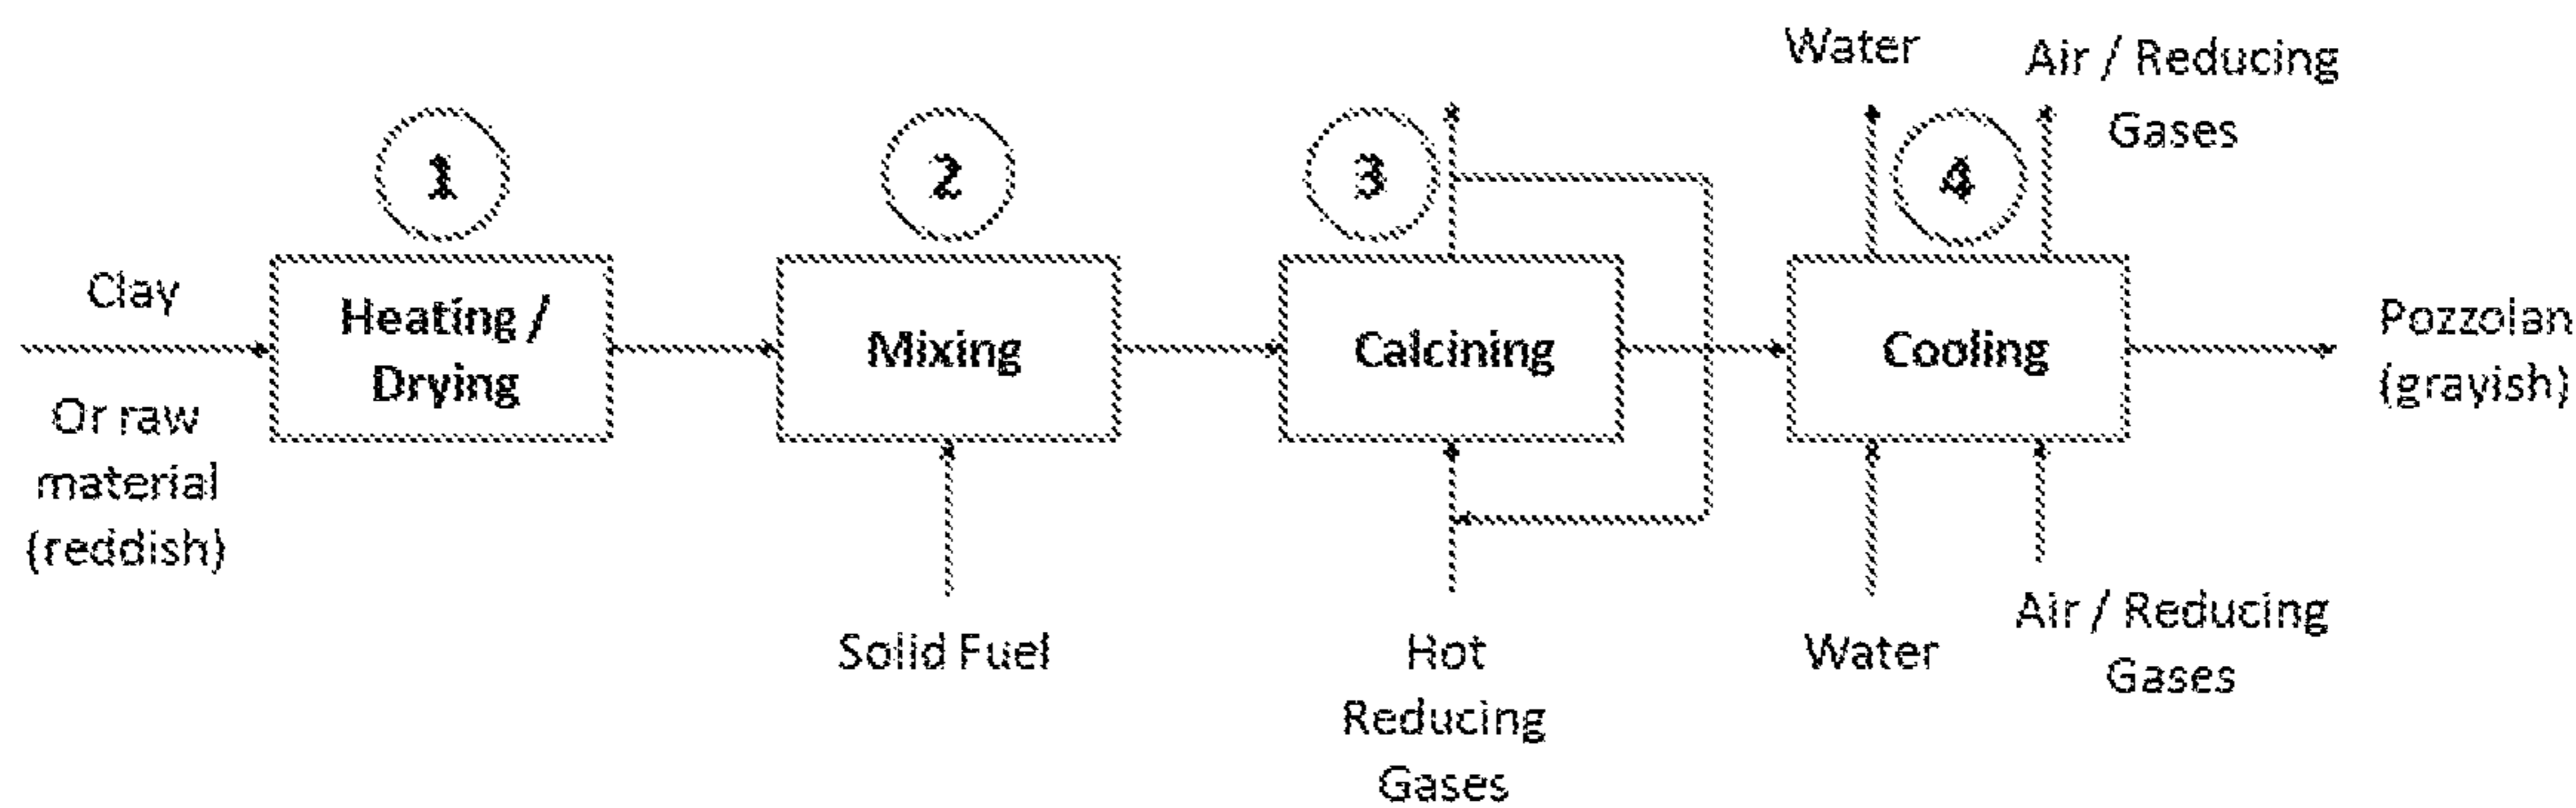 Water
Air / Reducing
Gases
1
2
3
4
Clay
Or raw
material
(reddish)
Heating /
Drying
Mixing
Calcining
Cooling
Pozzolan
(grayish)
Solid Fuel
Hot
Reducing
Gases
Water
Air / Reducing
Gases